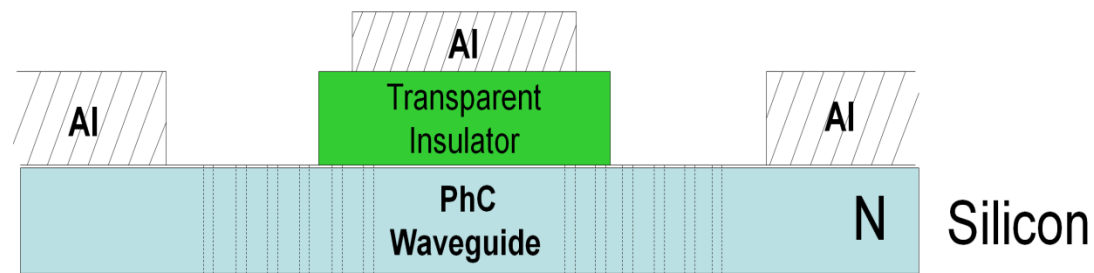 Al
Transparent
Insulator
Al
Al
PhC
Waveguide
N
Silicon